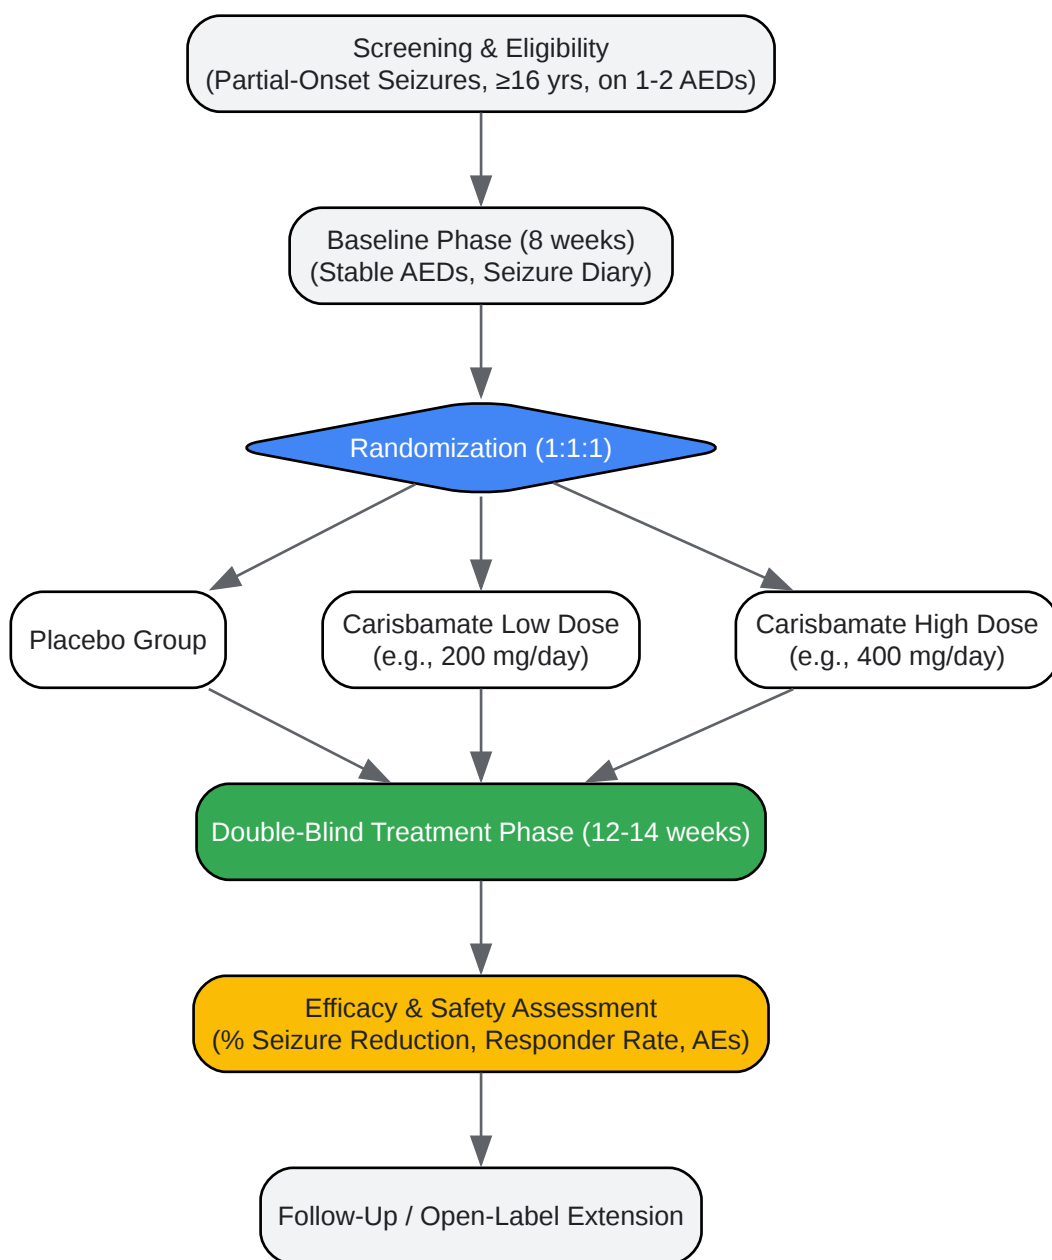 Screening & Eligibility
(Partial-Onset Seizures, ≥16 yrs, on 1-2 AEDs)
Baseline Phase (8 weeks)
(Stable AEDs, Seizure Diary)
Randomization (1:1:1)
Placebo Group
Carisbamate Low Dose
(e.g., 200 mg/day)
Carisbamate High Dose
(e.g., 400 mg/day)
Double-Blind Treatment Phase (12-14 weeks)
Efficacy & Safety Assessment
(% Seizure Reduction, Responder Rate, AEs)
Follow-Up / Open-Label Extension